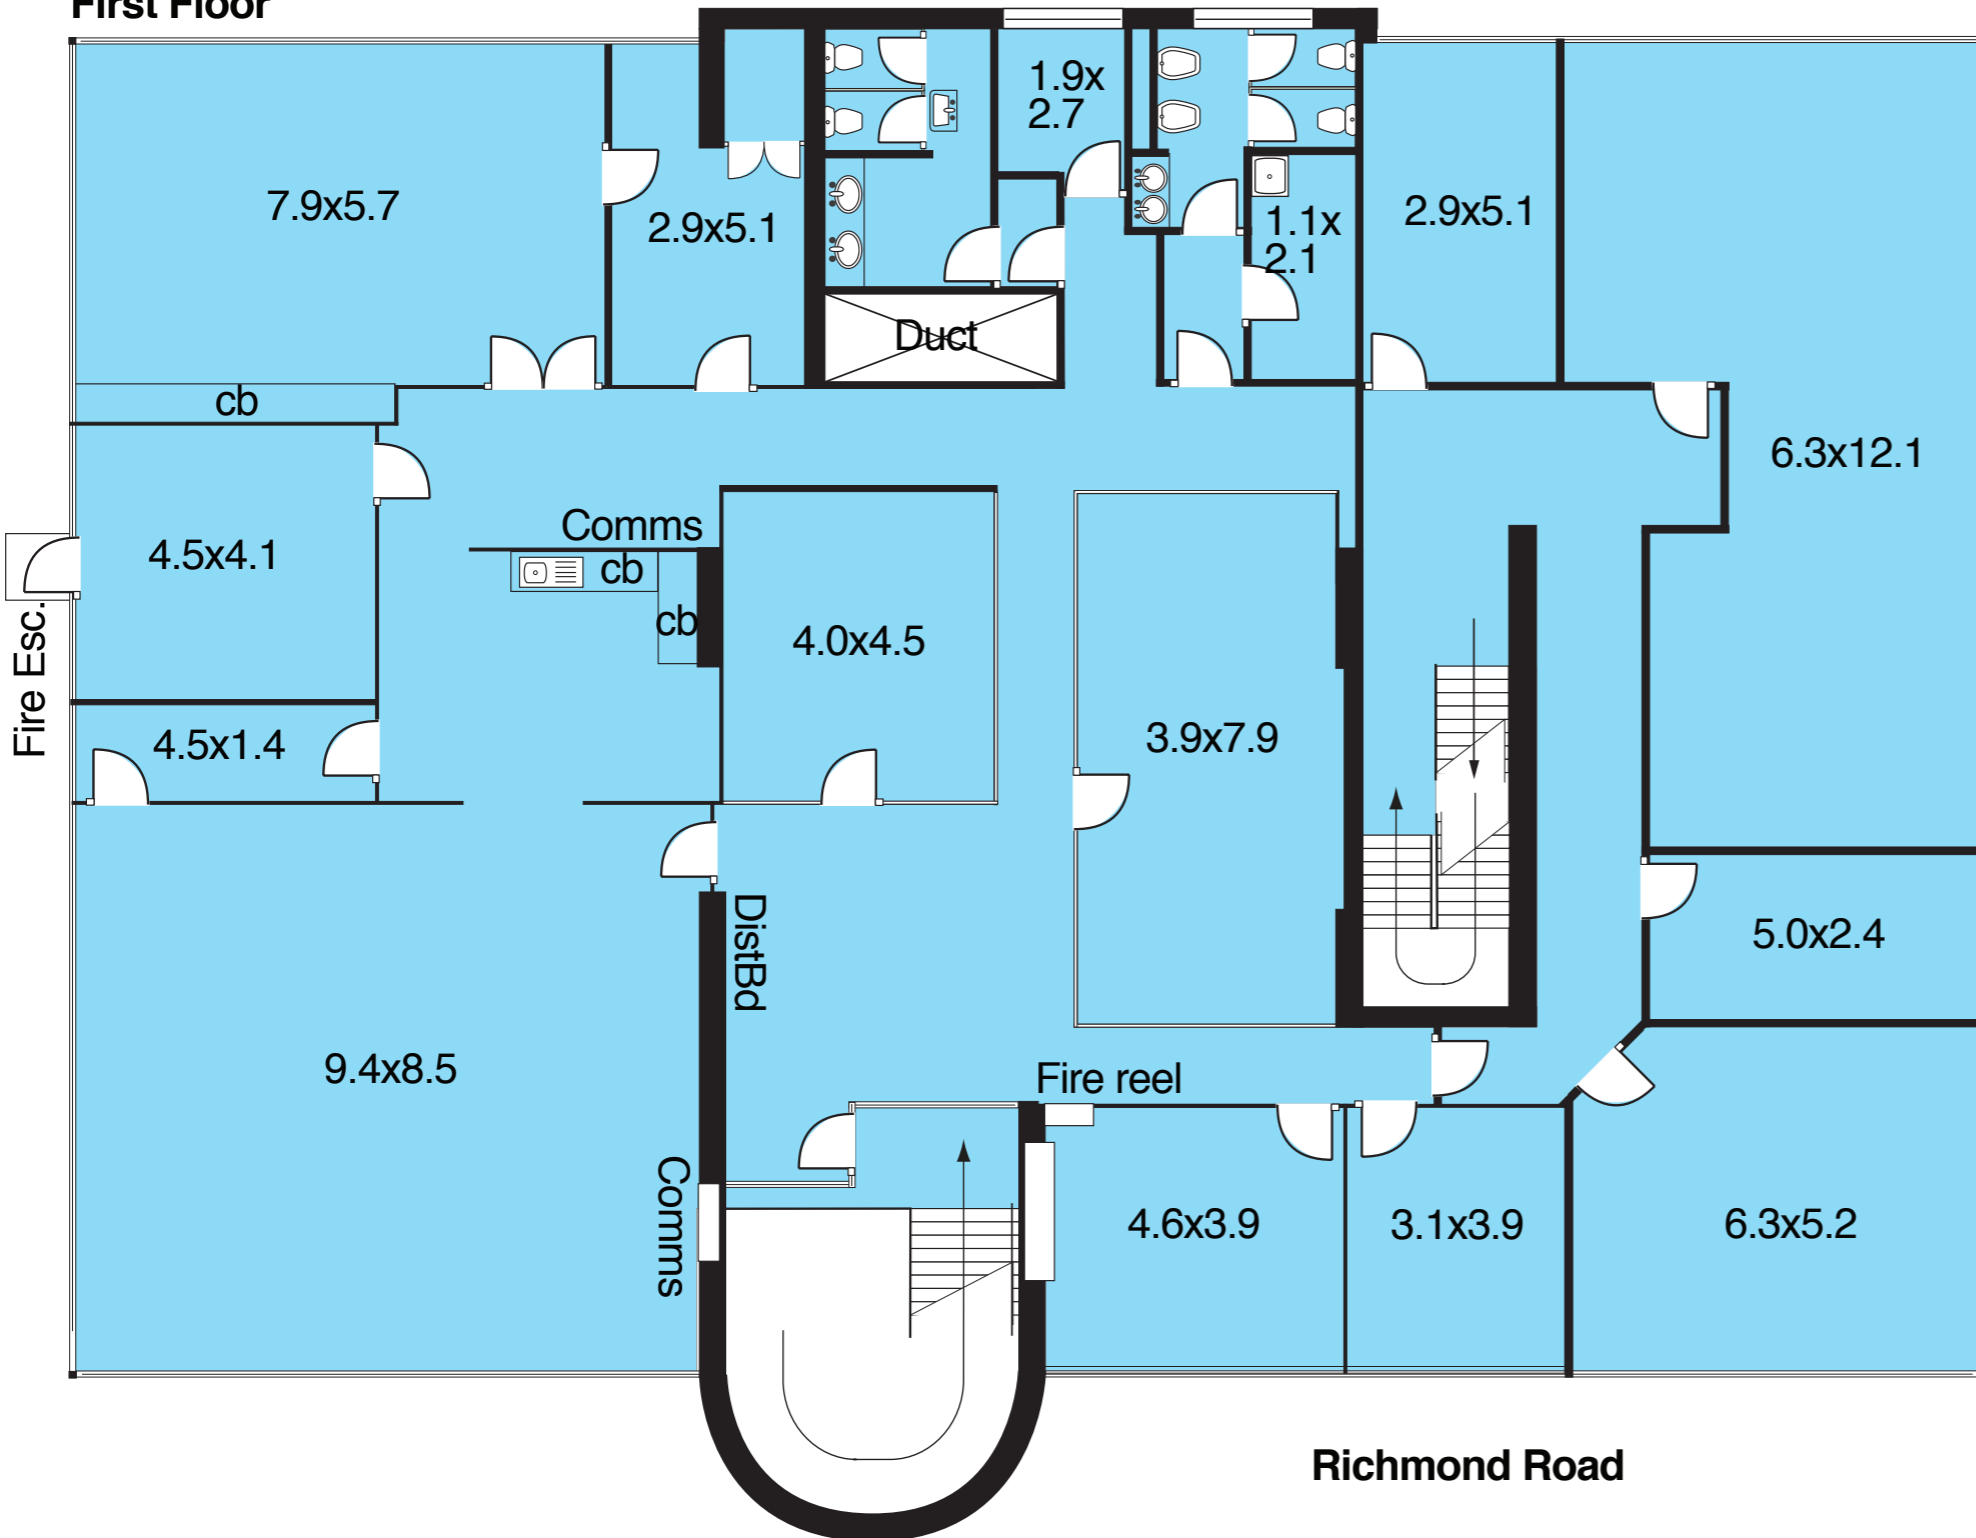 First Floor
1.9x
2.7
7.9x5.7
2.9x5.1
1.1x
2.1
2.9x5.1
Duct
cb
6.3x12.1
Comms
4.5x4.1
cb
cb
4.0x4.5
Fire Esc.
4.5x1.4
3.9x7.9
DistBd
5.0x2.4
9.4x8.5
Fire reel
Comms
4.6x3.9
3.1x3.9
6.3x5.2
Richmond Road